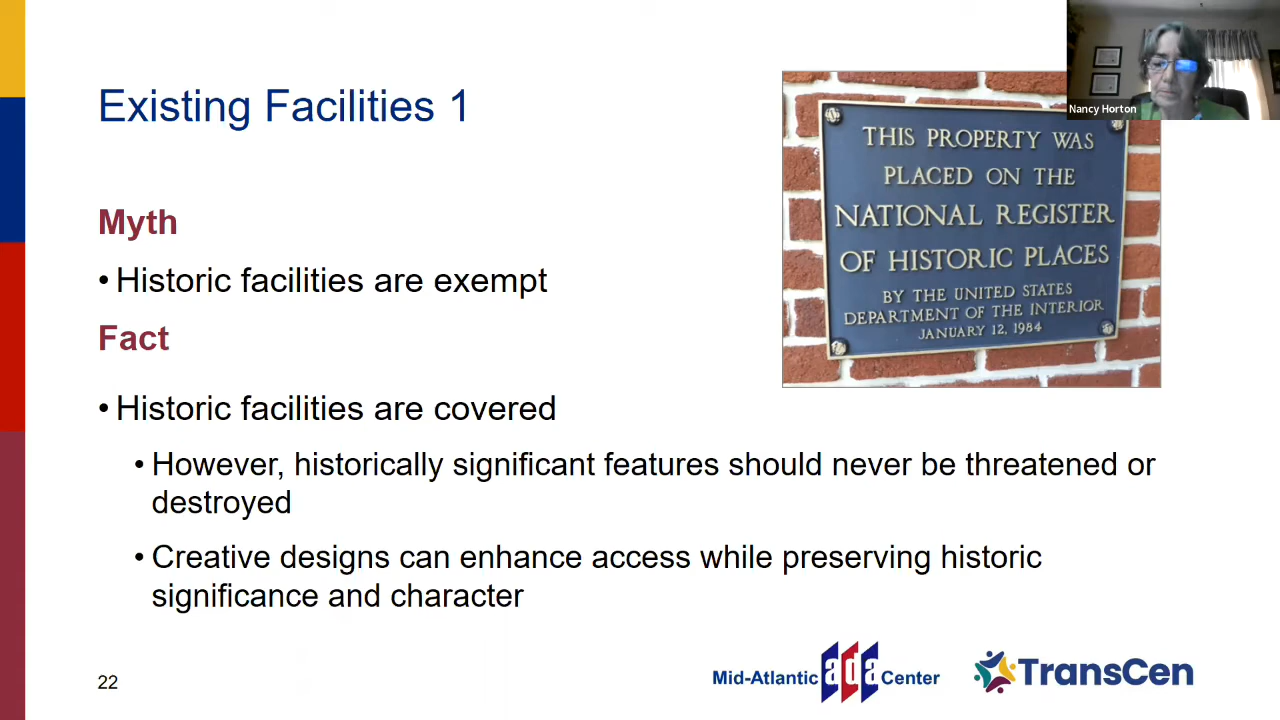 Existing Facilities 1
Nancy Horton
THIS PROPERTY WAS
PLACED ON THE
NATIONAL REGISTER
OF HISTORIC PLACES
BY THE UNITED STATES
DEPARTMENT OF THE INTERIOR
JANUARY 12, 1984
Myth
• Historic facilities are exempt
Fact
• Historic facilities are covered
• However, historically significant features should never be threatened or
destroyed
• Creative designs can enhance access while preserving historic
significance and character
22
Mid-Atlantic ada Center
TransCen